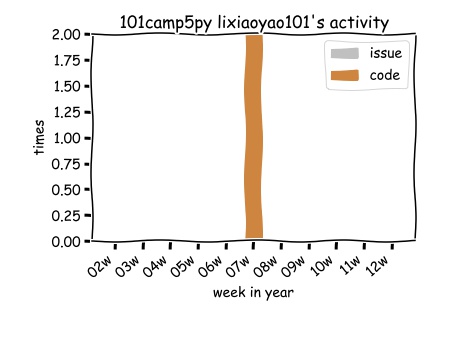 101camp5py lixiaoyao101's activity
2.00
1.75
1.50
1.25
1.00
0.75
0.50
0.25
0.00
times
issue
code
02w 03w 04w 05w 06w 07w 08w 09w 10w 11w 12w
week in year